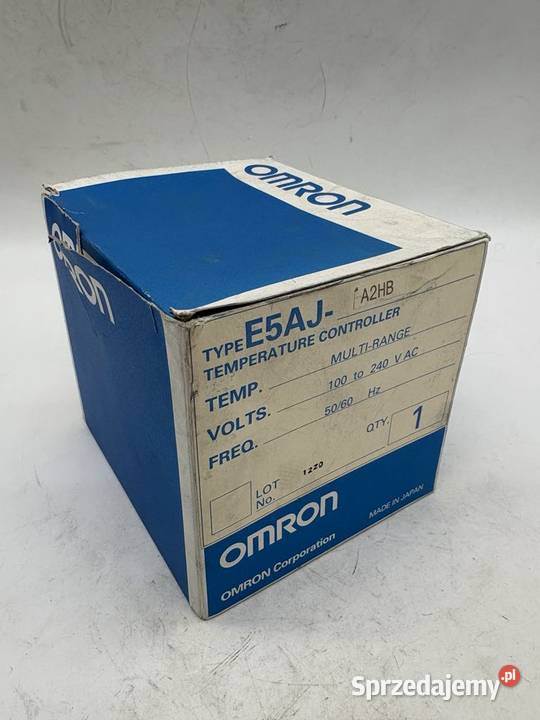 OMRON
OMRON
TYPE E5AJ- A2HB
TEMPERATURE CONTROLLER
TEMP. MULTI-RANGE
VOLTS. 100 to 240 V AC
FREQ. 50/60 Hz
QTY. 1
LOT No. 1220
OMRON
MADE IN JAPAN
OMRON Corporation
Sprzedajemy.pl